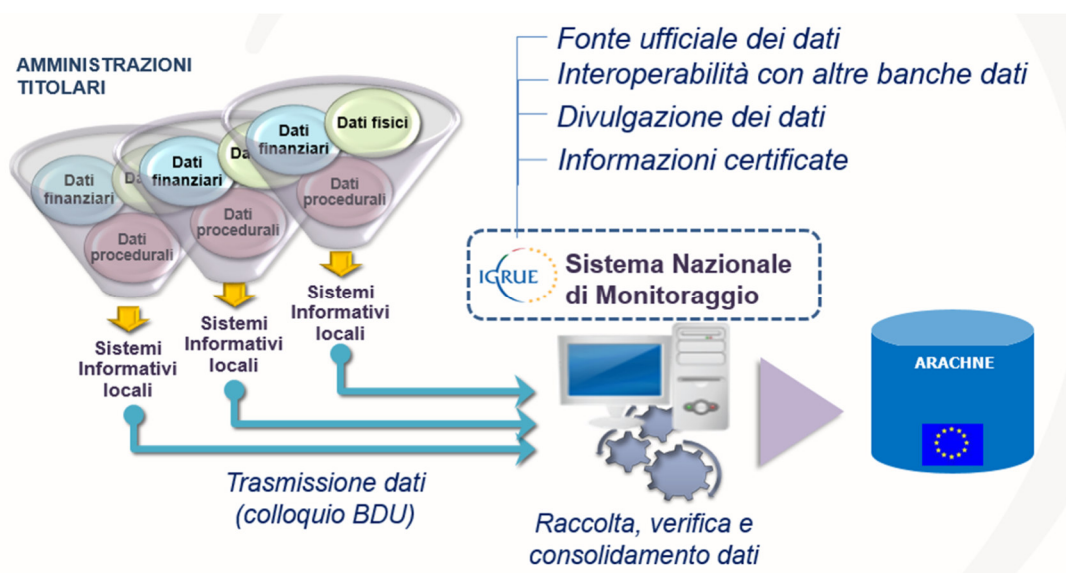 AMMINISTRAZIONI
TITOLARI
Dati
finanziari
Da
Dati
procedurali
Dati
finanziari
Da
Dati
procedurali
Dati
finanziari
Dati fisici
Dati
procedurali
Sistemi
Informativi
locali
Sistemi
Informativi
locali
Sistemi
Informativi
locali
Trasmissione dati
(colloquio BDU)
Fonte ufficiale dei dati
Interoperabilità con altre banche dati
Divulgazione dei dati
Informazioni certificate
IGRUE
Sistema Nazionale
di Monitoraggio
Raccolta, verifica e
consolidamento dati
ARACHNE